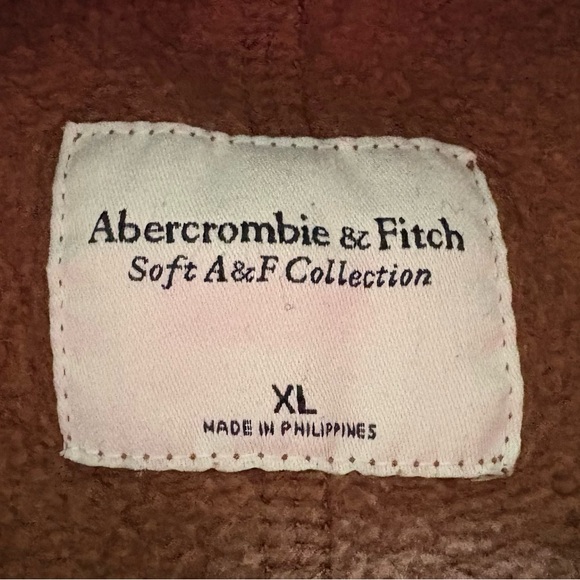 Abercrombie & Fitch
Soft A&F Collection
XL
MADE IN PHILIPPINES